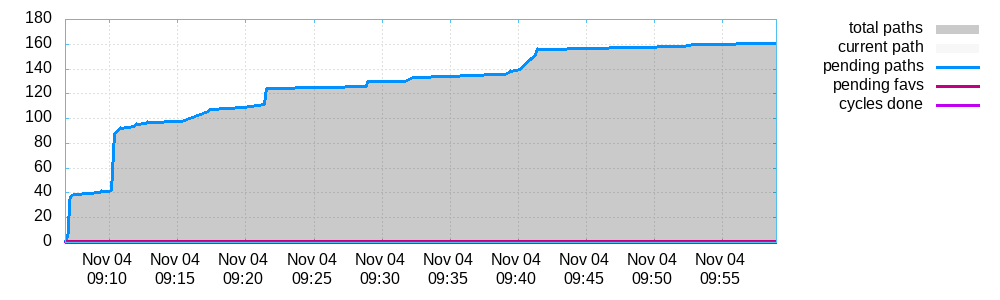 180
160
140
120
100
80
60
40
20
0
Nov 04 Nov 04 Nov 04 Nov 04 Nov 04 Nov 04 Nov 04 Nov 04 Nov 04 Nov 04
09:10 09:15 09:20 09:25 09:30 09:35 09:40 09:45 09:50 09:55
total paths
current path
pending paths
pending favs
cycles done